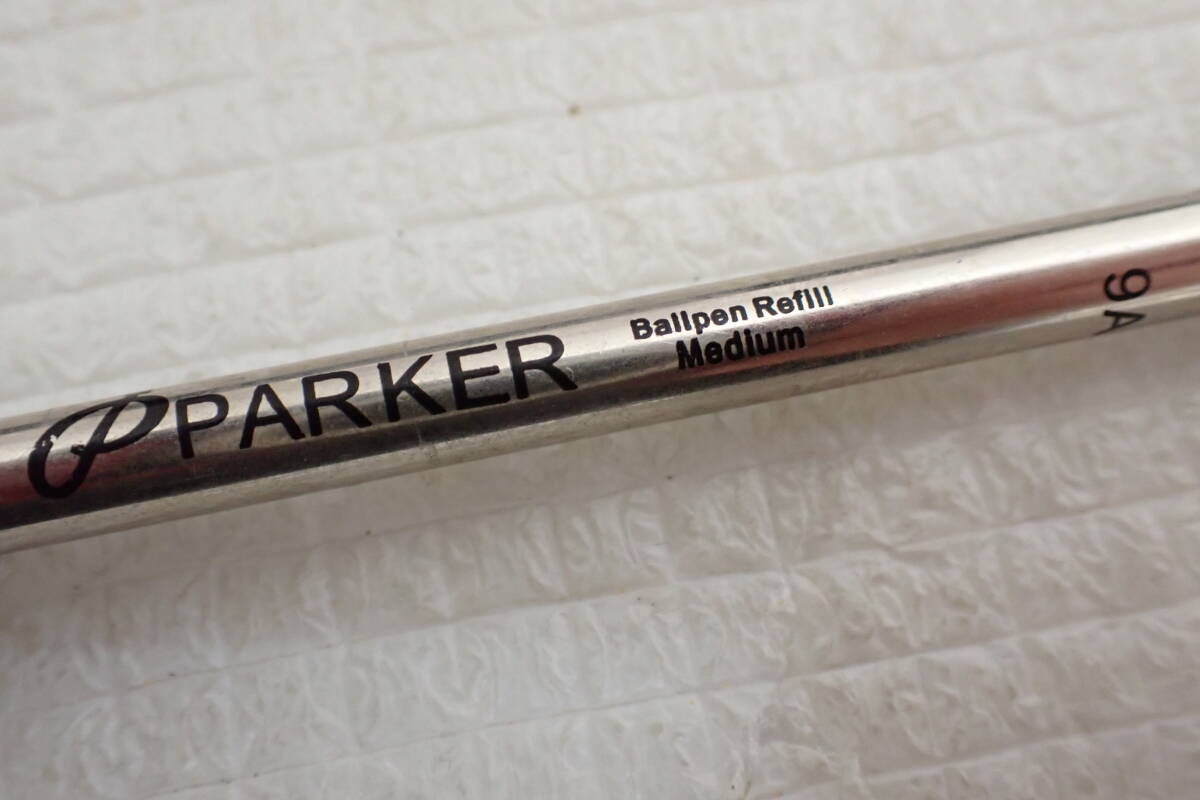 PARKER
Ballpen Refill
Medium
9A